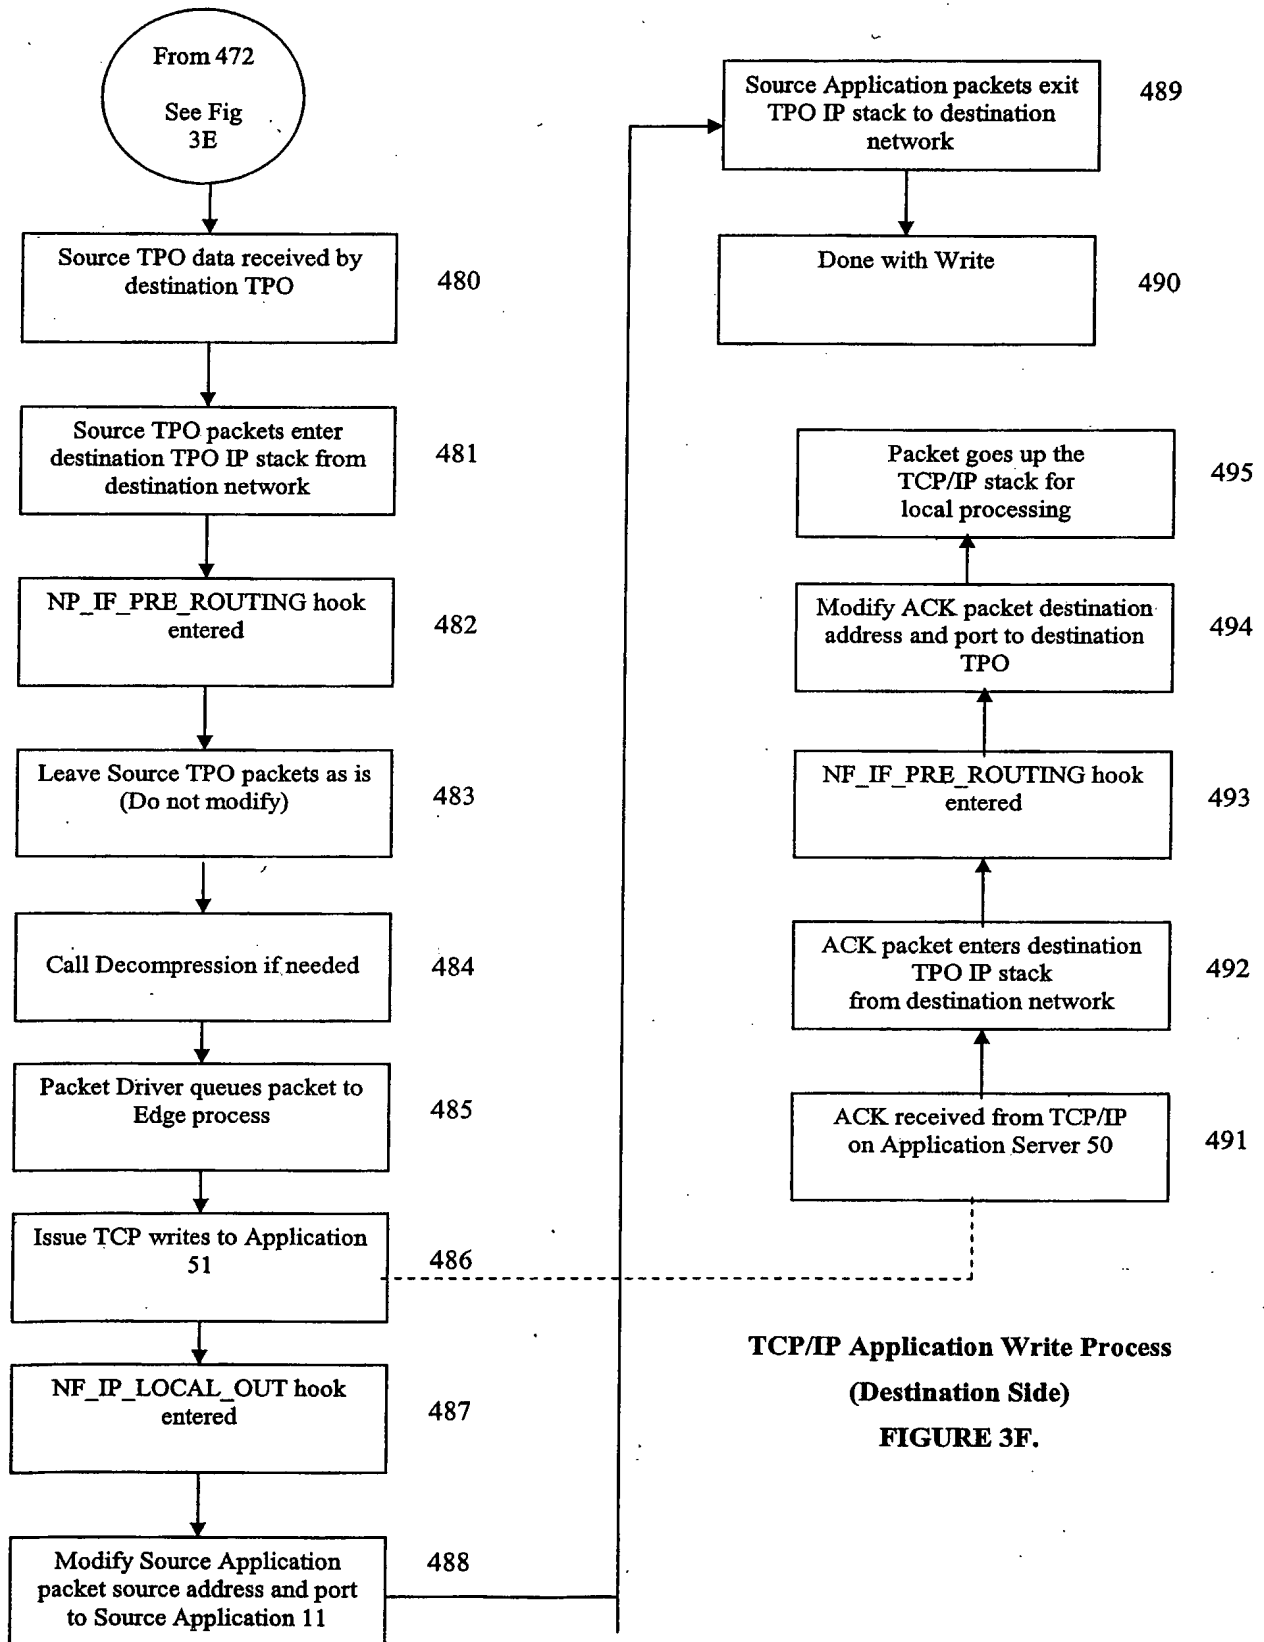 From 472
See Fig
3E
Source TPO data received by
destination TPO
480
Source TPO packets enter
destination TPO IP stack from
destination network
481
NP_IF_PRE_ROUTING hook
entered
482
Leave Source TPO packets as is
(Do not modify)
483
Call Decompression if needed
484
Packet Driver queues packet to
Edge process
485
Issue TCP writes to Application
51
486
NF_IP_LOCAL_OUT hook
entered
487
Modify Source Application
packet source address and port
to Source Application 11
488
Source Application packets exit
TPO IP stack to destination
network
489
Done with Write
490
Packet goes up the
TCP/IP stack for
local processing
495
Modify ACK packet destination
address and port to destination
TPO
494
NF_IF_PRE_ROUTING hook
entered
493
ACK packet enters destination
TPO IP stack
from destination network
492
ACK received from TCP/IP
on Application Server 50
491
TCP/IP Application Write Process
(Destination Side)
FIGURE 3F.